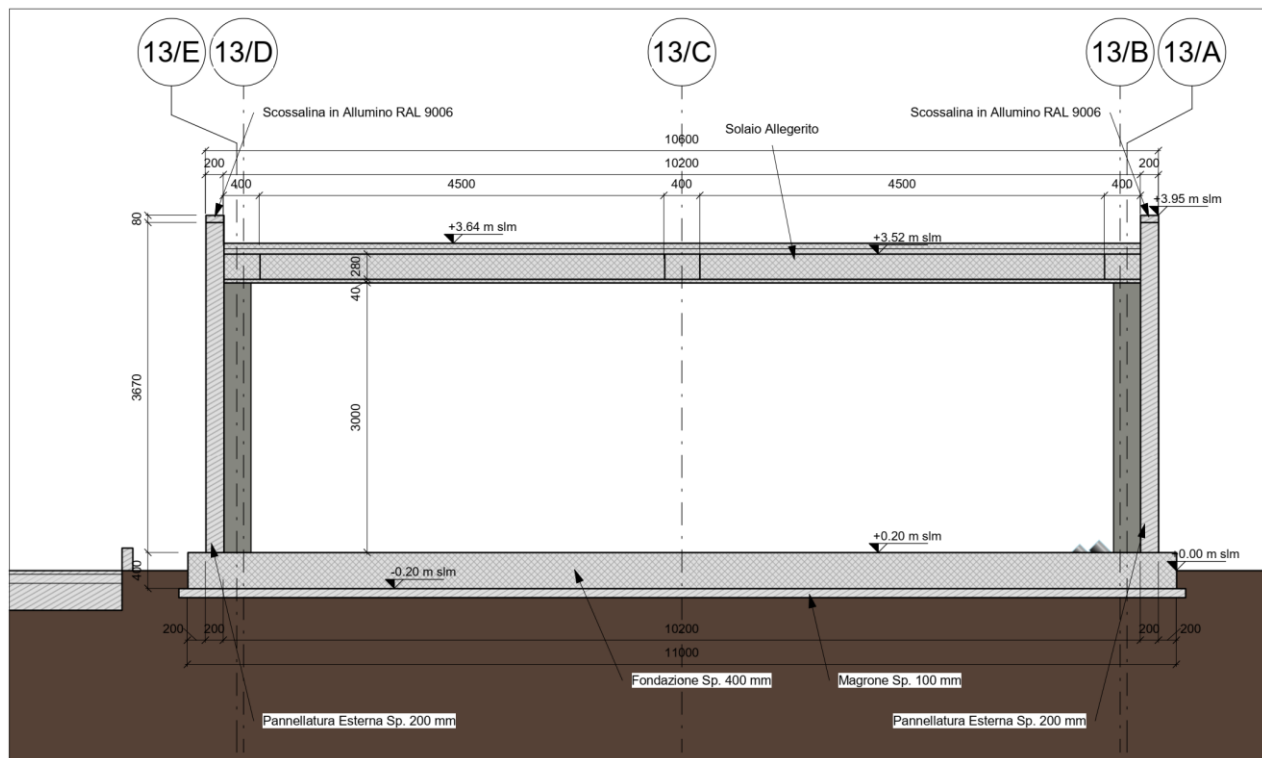 13/E 13/D 13/C 13/B 13/A
Scossalina in Allumino RAL 9006
Scossalina in Allumino RAL 9006
Solaio Allegerito
10600
200 10200 200
400 4500 400 4500 400
80
+3.95 m slm
+3.64 m slm
+3.52 m slm
280
40
3670
3000
+0.20 m slm
+0.00 m slm
-0.20 m slm
400
200 200 10200 200 200
11000
Fondazione Sp. 400 mm
Magrone Sp. 100 mm
Pannellatura Esterna Sp. 200 mm
Pannellatura Esterna Sp. 200 mm